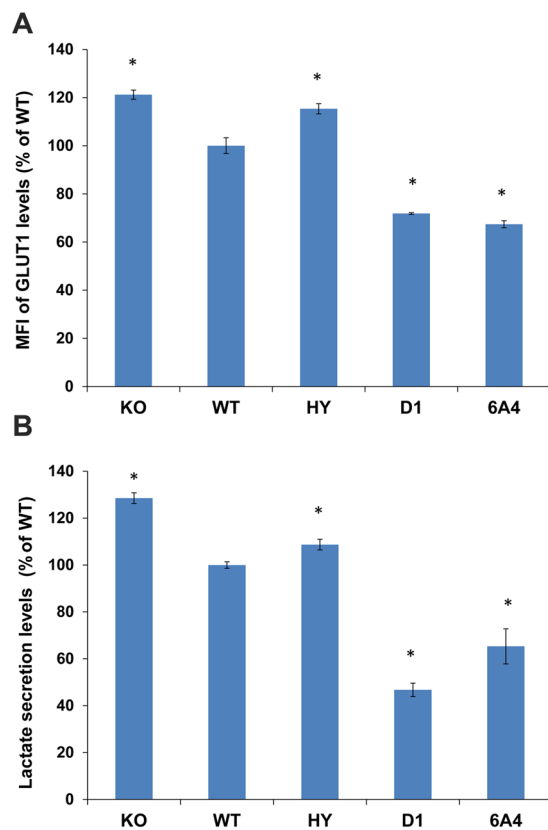 A
MFI of GLUT1 levels (% of WT)
140
120
100
80
60
40
20
0
* * * *
KO WT HY D1 6A4
B
Lactate secretion levels (% of WT)
140
120
100
80
60
40
20
0
* * * *
KO WT HY D1 6A4